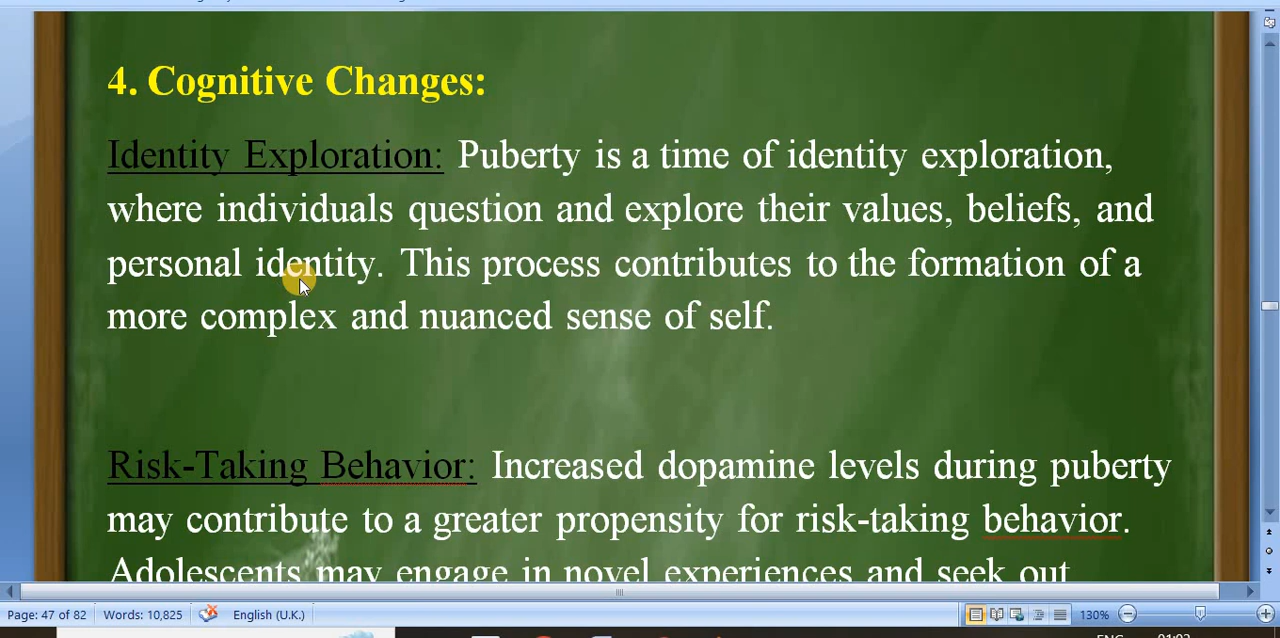 4. Cognitive Changes:
Identity Exploration: Puberty is a time of identity exploration,
where individuals question and explore their values, beliefs, and
personal identity. This process contributes to the formation of a
more complex and nuanced sense of self.
Risk-Taking Behavior: Increased dopamine levels during puberty
may contribute to a greater propensity for risk-taking behavior.
Adolescents may engage in novel experiences and seek out
Page: 47 of 82 Words: 10,825 English (U.K.) 130%